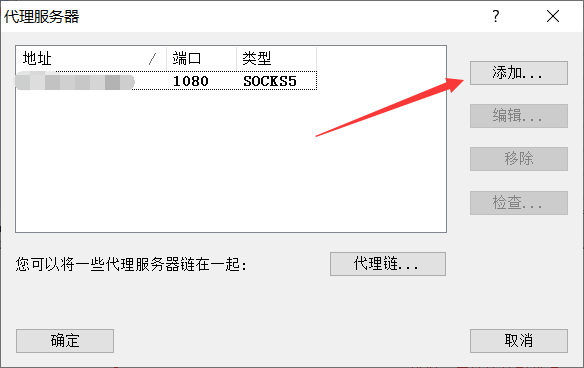 代理服务器
?
地址 / 端口 类型
1080 SOCKS5
添加...
编辑...
移除
检查...
您可以将一些代理服务器链在一起:
代理链...
确定
取消